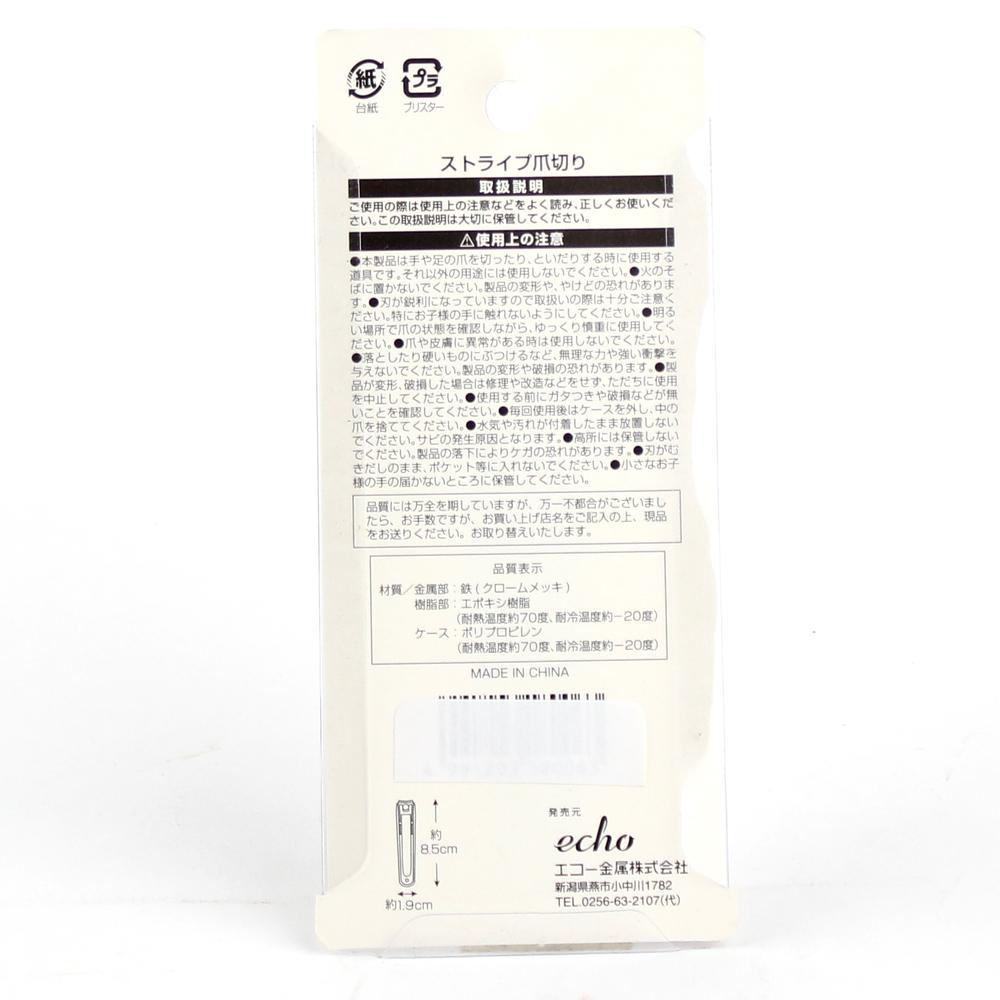 紙 プラ
台紙 ブリスター
ストライプ爪切り
取扱説明
ご使用の際は使用上の注意などをよく読み、正しくお使いくだ
さい。この取扱説明は大切に保管してください。
⚠使用上の注意
●本製品は手や足の爪を切ったり、といだりする時に使用する
道具です。それ以外の用途には使用しないでください。●火のそ
ばに置かないでください。製品の変形や、やけどの恐れがありま
す。●刃が鋭利になっていますので取扱いの際は十分ご注意く
ださい。特にお子様の手に触れないようにしてください。●明る
い場所で爪の状態を確認しながら、ゆっくり慎重に使用してく
ださい。●爪や皮膚に異常がある時は使用しないでください。
●落としたり硬いものにぶつけるなど、無理な力や強い衝撃を
与えないでください。製品の変形や破損の恐れがあります。●製
品が変形、破損した場合は修理や改造などをせず、ただちに使用
を中止してください。●使用する前にガタつきや破損などが無
いことを確認してください。●毎回使用後はケースを外し、中の
爪を捨ててください。●水気や汚れが付着したまま放置しない
でください。サビの発生原因となります。●高所には保管しない
でください。製品の落下によりケガの恐れがあります。●刃がむ
きだしのまま、ポケット等に入れないでください。●小さなお子
様の手の届かないところに保管してください。
品質には万全を期していますが、万一不都合がございまし
たら、お手数ですが、お買い上げ店名をご記入の上、現品
をお送りください。お取り替えいたします。
品質表示
材質／金属部：鉄(クロームメッキ)
樹脂部：エポキシ樹脂
(耐熱温度約70度、耐冷温度約−20度)
ケース：ポリプロピレン
(耐熱温度約70度、耐冷温度約−20度)
MADE IN CHINA
約
8.5cm
約1.9cm
発売元
echo
エコー金属株式会社
新潟県燕市小中川1782
TEL.0256-63-2107(代)